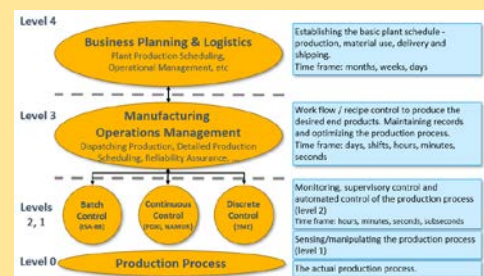 Level 4
Business Planning & Logistics
Plant Production Scheduling,
Operational Management, etc
Establishing the basic plant schedule -
production, material use, delivery and
shipping.
Time frame: months, weeks, days
Level 3
Manufacturing
Operations Management
Dispatching Production, Detailed Production
Scheduling, Reliability Assurance, ...
Work flow / recipe control to produce the
desired end products. Maintaining records
and optimizing the production process.
Time frame: days, shifts, hours, minutes,
seconds
Levels
2, 1
Batch
Control
Continuous
Control
Discrete
Control
Monitoring, supervisory control and
automated control of the production process
(level 2)
Time frame: hours, minutes, seconds, subseconds
Sensing/manipulating the production process
(level 1)
Level 0
Production Process
The actual production process.